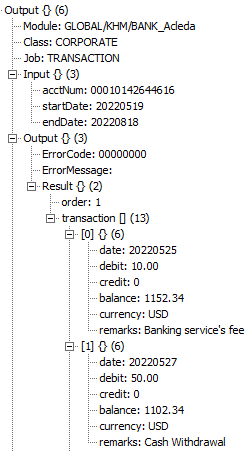 Output {} (6)
Module: GLOBAL/KHM/BANK_Acleda
Class: CORPORATE
Job: TRANSACTION
Input {} (3)
acctNum: 00010142644616
startDate: 20220519
endDate: 20220818
Output {} (3)
ErrorCode: 00000000
ErrorMessage:
Result {} (2)
order: 1
transaction [] (13)
[0] {} (6)
date: 20220525
debit: 10.00
credit: 0
balance: 1152.34
currency: USD
remarks: Banking service's fee
[1] {} (6)
date: 20220527
debit: 50.00
credit: 0
balance: 1102.34
currency: USD
remarks: Cash Withdrawal